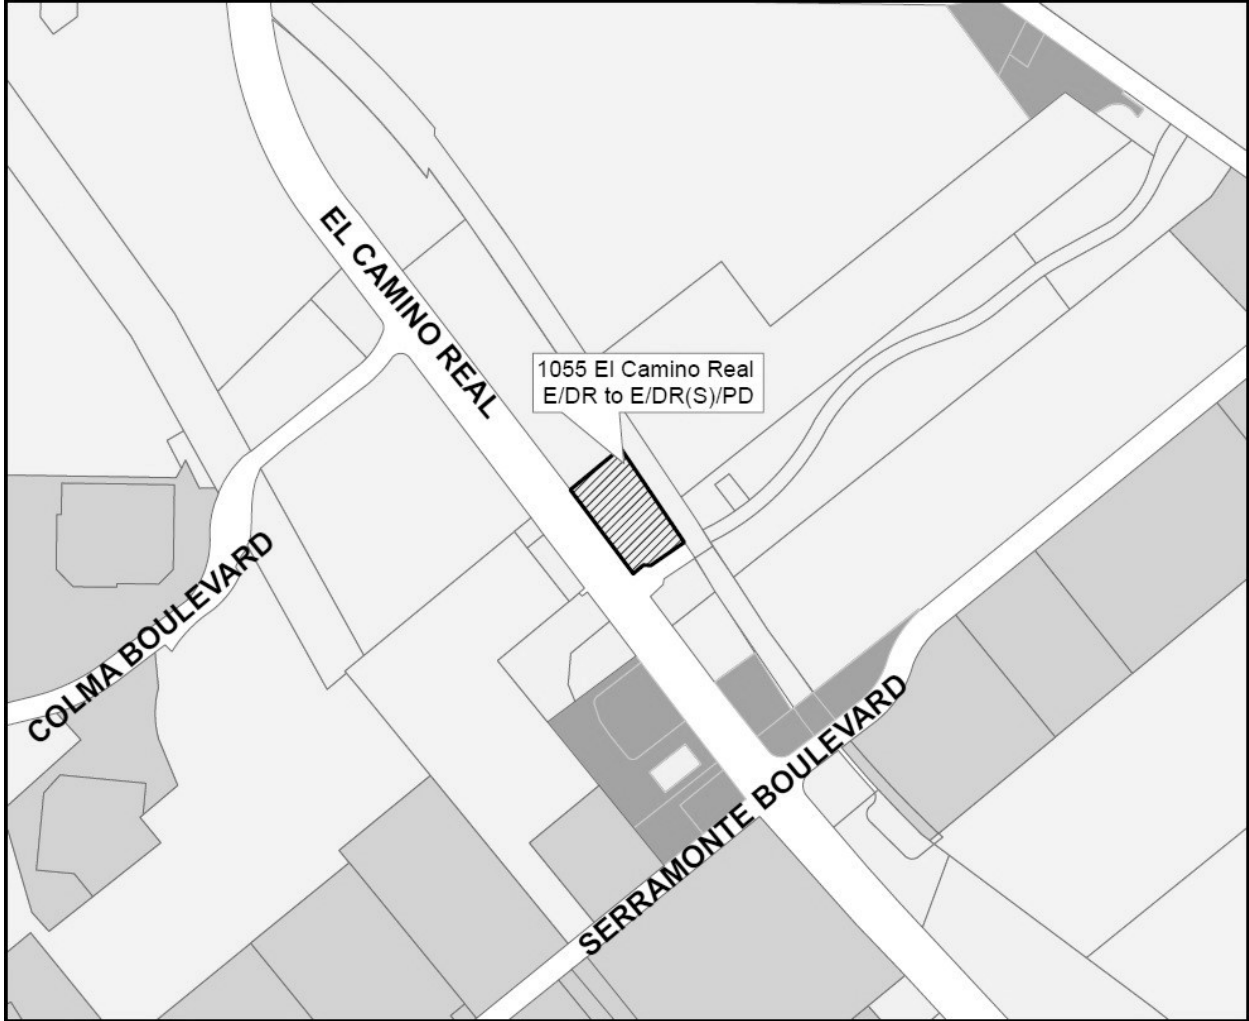 EL CAMINO REAL
1055 El Camino Real
E/DR to E/DR(S)/PD
COLMA BOULEVARD
SERRAMONTE BOULEVARD